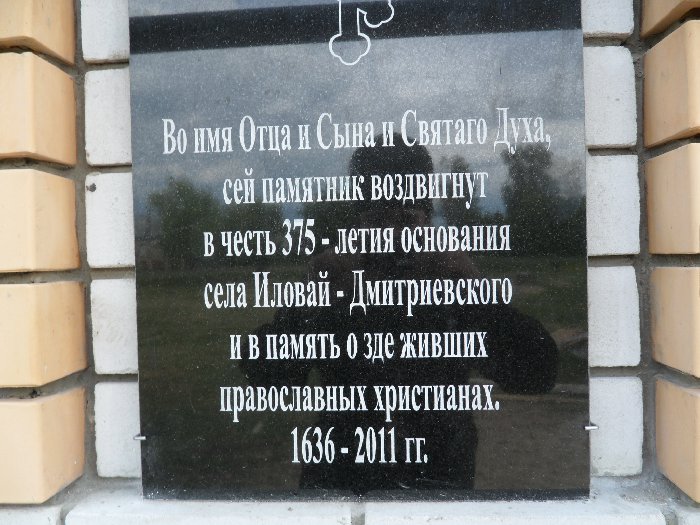 Во имя Отца и Сына и Святаго Духа,
сей памятник воздвигнут
в честь 375 - летия основания
села Иловай - Дмитриевского
и в память о зде живших
православных христианах.
1636 - 2011 гг.